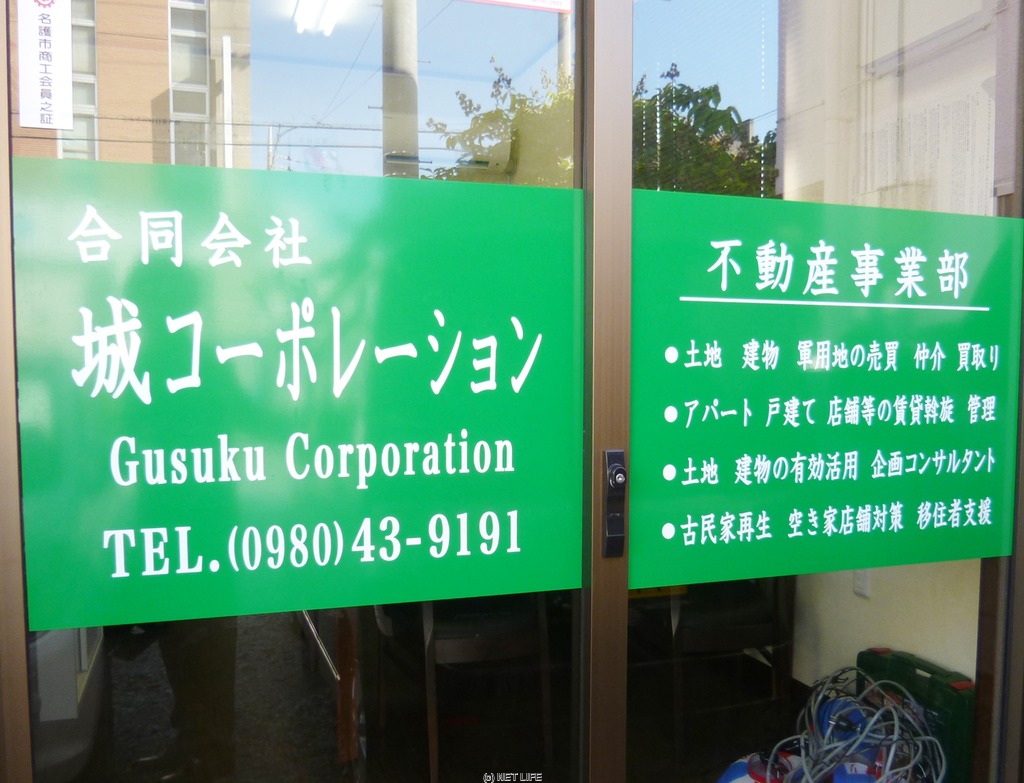 名護市商工会員之証
合同会社
城コーポレーション
Gusuku Corporation
TEL.(0980)43-9191
不動産事業部
●土地 建物 軍用地の売買 仲介 買取り
●アパート 戸建て 店舗等の賃貸斡旋 管理
●土地 建物の有効活用 企画コンサルタント
●古民家再生 空き家店舗対策 移住者支援
(c) NET LIFE